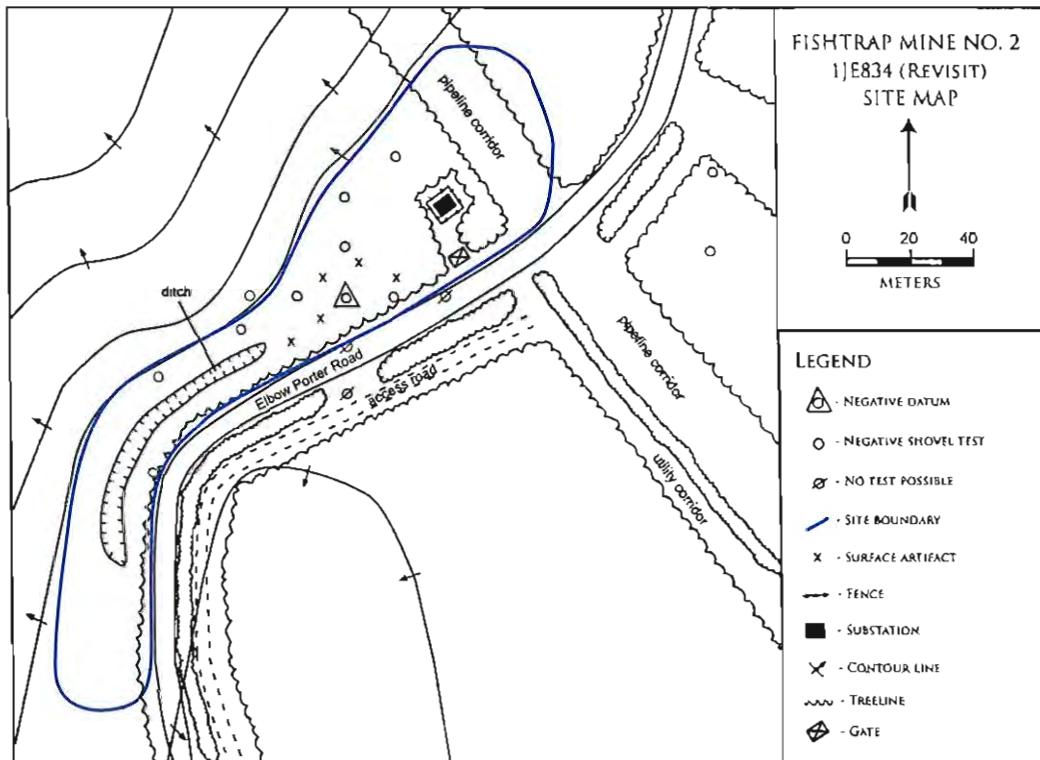 FISHTRAP MINE NO. 2
1JE834 (REVISIT)
SITE MAP
0 20 40
METERS
LEGEND
- NEGATIVE DATUM
- NEGATIVE SHOVEL TEST
- NO TEST POSSIBLE
- SITE BOUNDARY
- SURFACE ARTIFACT
- FENCE
- SUBSTATION
- CONTOUR LINE
- TREELINE
- GATE
pipeline corridor
ditch
Elbow Porter Road
access road
pipeline corridor
utility corridor